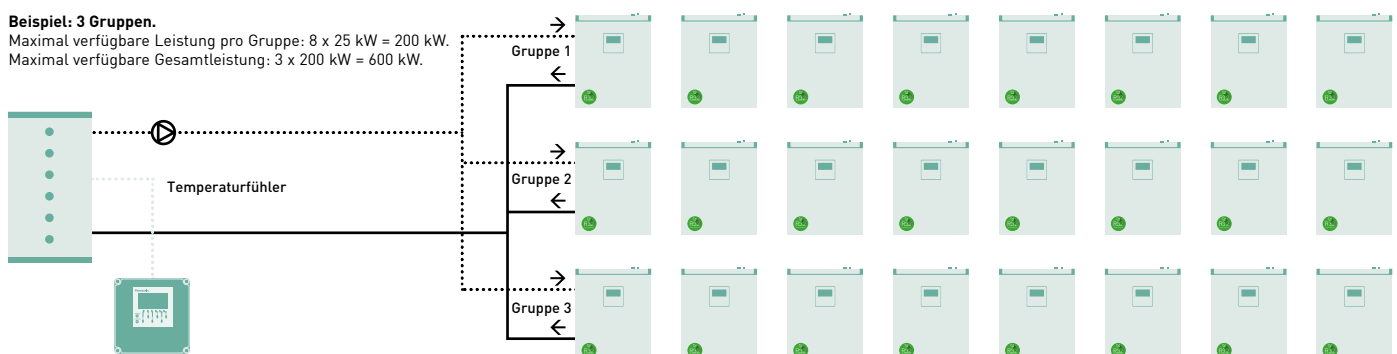 Beispiel: 3 Gruppen.
Maximal verfügbare Leistung pro Gruppe: 8 x 25 kW = 200 kW.
Maximal verfügbare Gesamtleistung: 3 x 200 kW = 600 kW.
Gruppe 1
Temperaturfühler
Gruppe 2
Gruppe 3